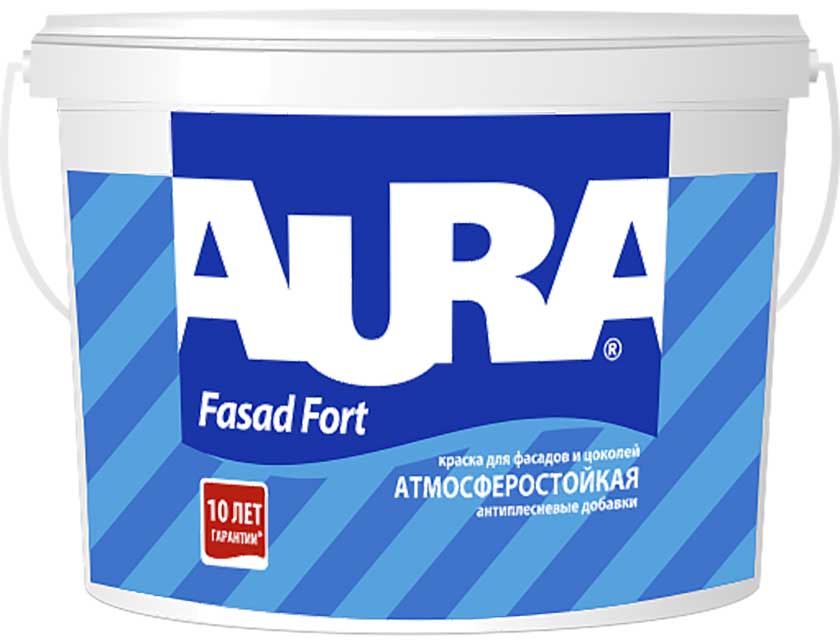 AURA
®
Fasad Fort
краска для фасадов и цоколей
АТМОСФЕРОСТОЙКАЯ
антиплесневые добавки
10 ЛЕТ
ГАРАНТИИ*